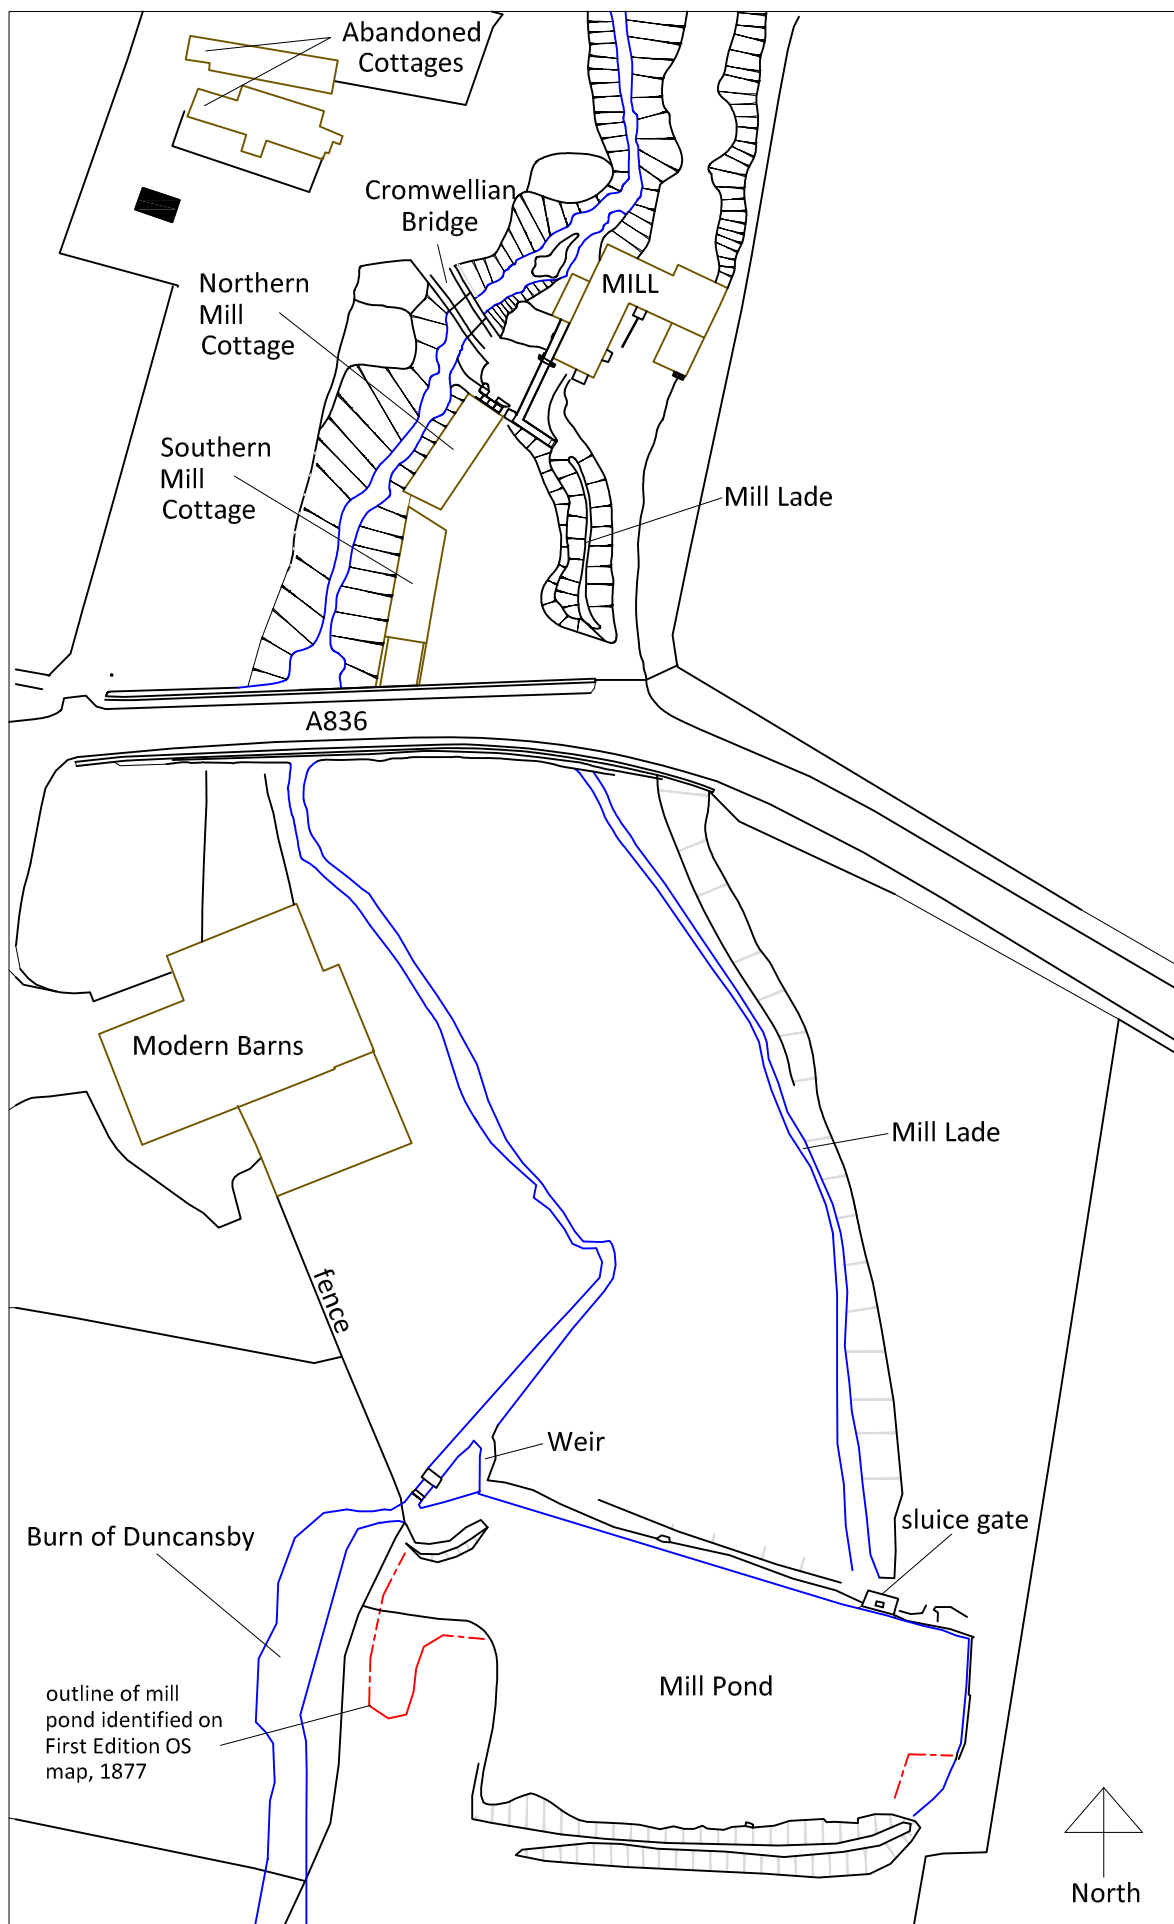 Abandoned
Cottages
Cromwellian
Bridge
Northern
Mill
Cottage
MILL
Southern
Mill
Cottage
Mill Lade
A836
Modern Barns
Mill Lade
fence
Weir
Burn of Duncansby
sluice gate
Mill Pond
outline of mill
pond identified on
First Edition OS
map, 1877
North